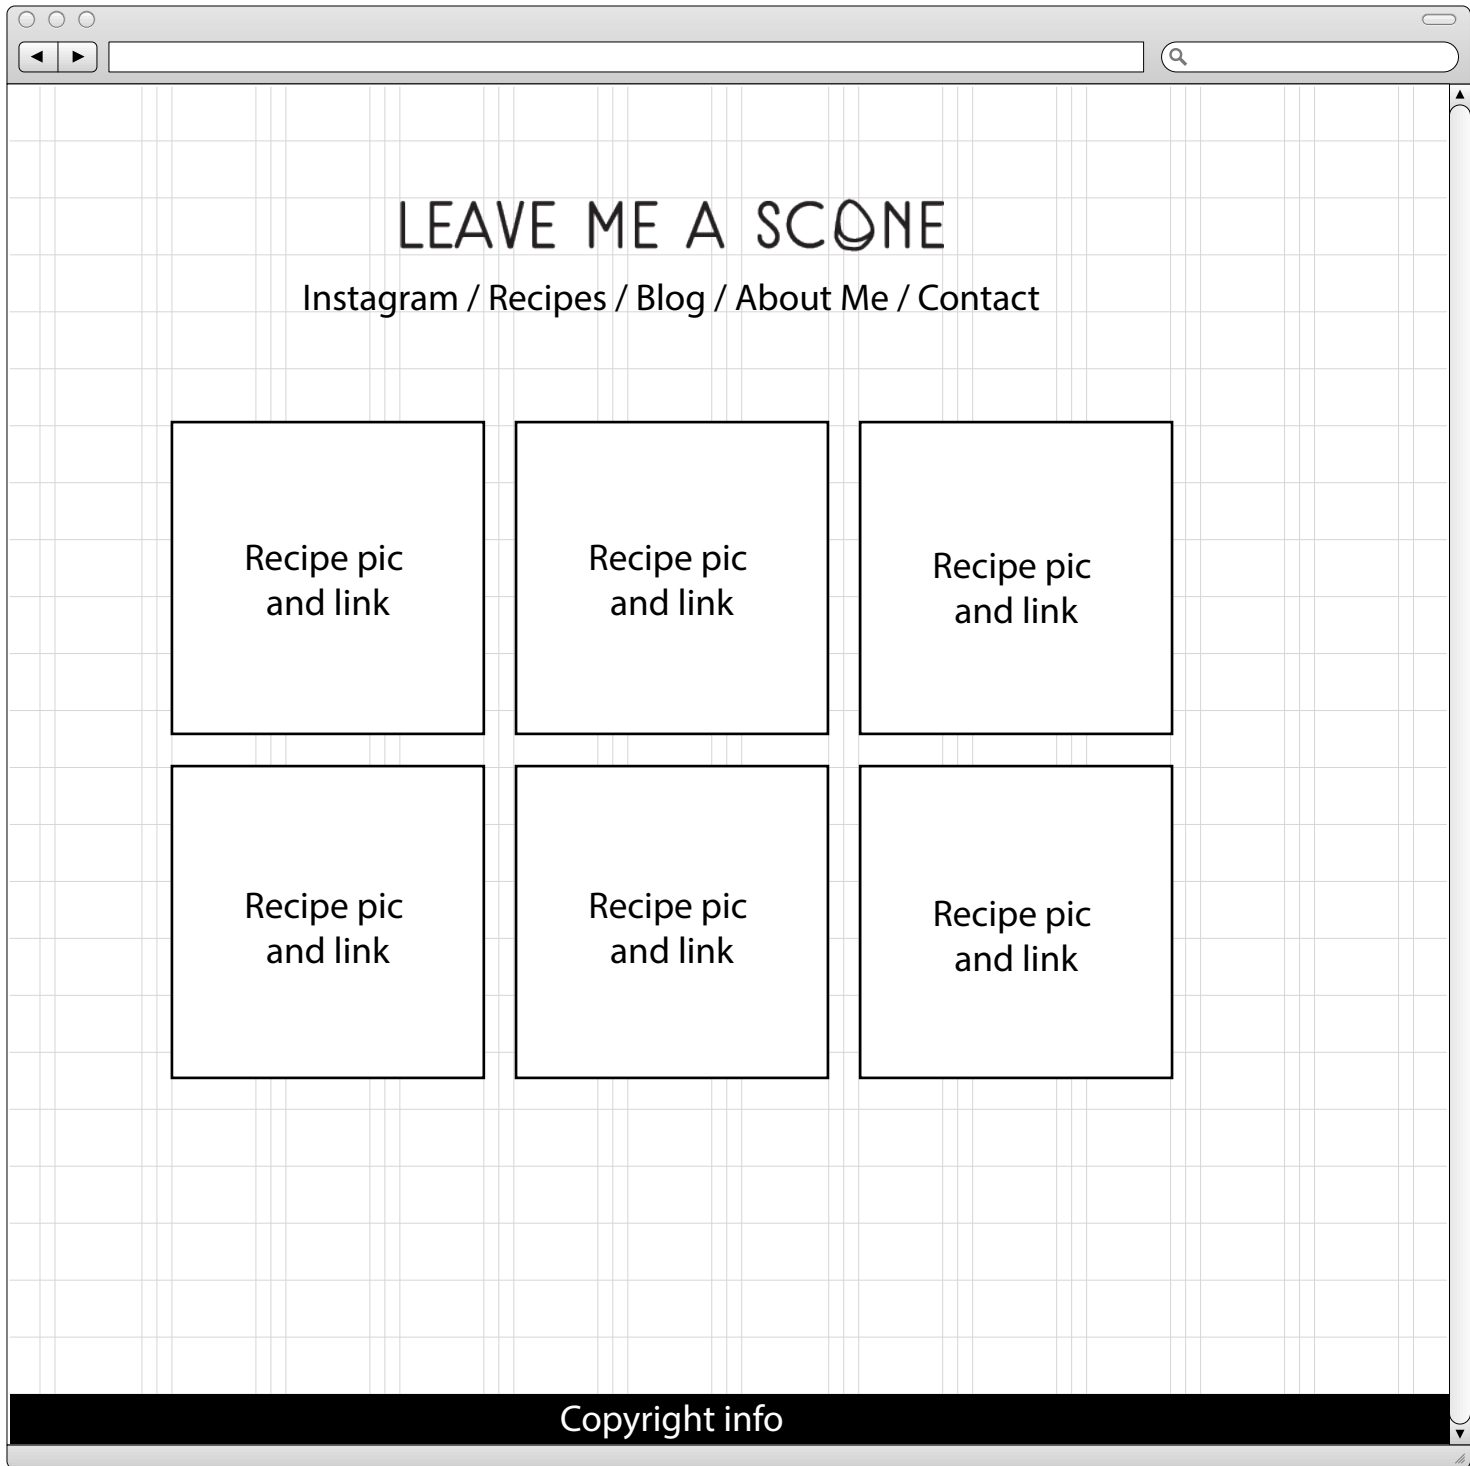 LEAVE ME A SCONE
Instagram / Recipes / Blog / About Me / Contact
Recipe pic
and link
Recipe pic
and link
Recipe pic
and link
Recipe pic
and link
Recipe pic
and link
Recipe pic
and link
Copyright info